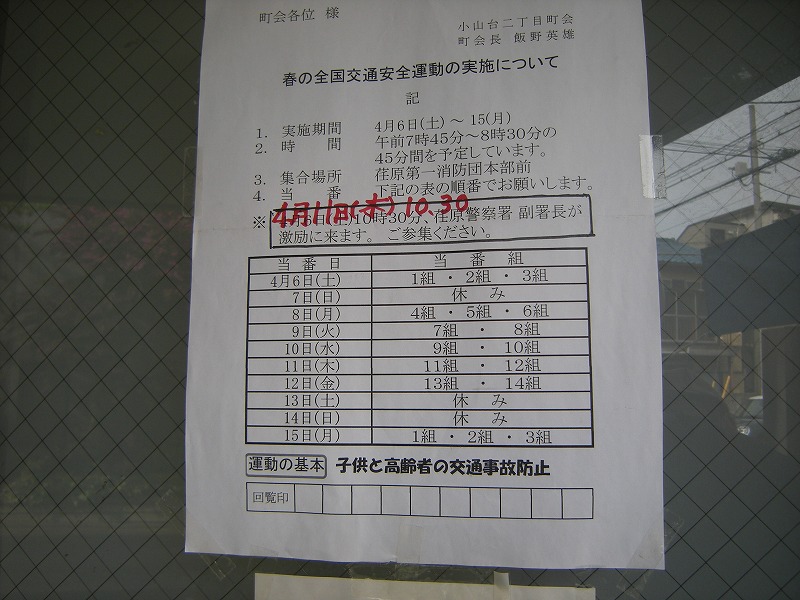 町会各位 様
小山台二丁目町会
町会長 飯野英雄
春の全国交通安全運動の実施について
記
1. 実施期間 4月6日(土)~15(月)
2. 時 間 午前7時45分~8時30分の
45分間を予定しています。
3. 集合場所 荏原第一消防団本部前
4. 当 番 下記の表の順番でお願いします。
4月11日(木) 10.30
※ 10時30分、荏原警察署 副署長が
激励に来ます。 ご参集ください。
当 番 日 当 番 組
4月6日(土) 1組 ・ 2組 ・ 3組
7日(日) 休 み
8日(月) 4組 ・ 5組 ・ 6組
9日(火) 7組 ・ 8組
10日(水) 9組 ・ 10組
11日(木) 11組 ・ 12組
12日(金) 13組 ・ 14組
13日(土) 休 み
14日(日) 休 み
15日(月) 1組 ・ 2組 ・ 3組
運動の基本 子供と高齢者の交通事故防止
回覧印